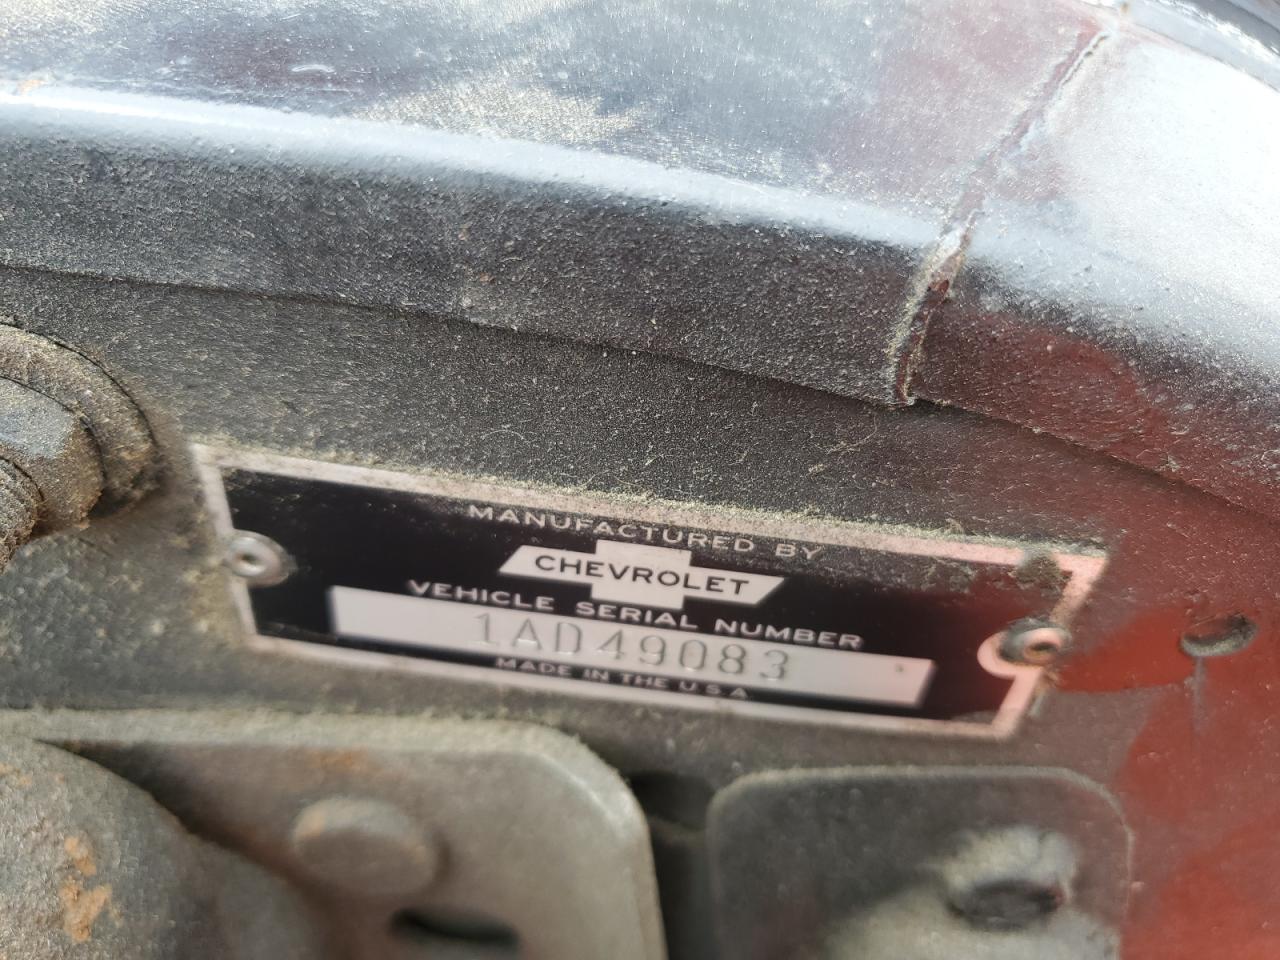 MANUFACTURED BY
CHEVROLET
VEHICLE SERIAL NUMBER
1AD49083
MADE IN THE U.S.A